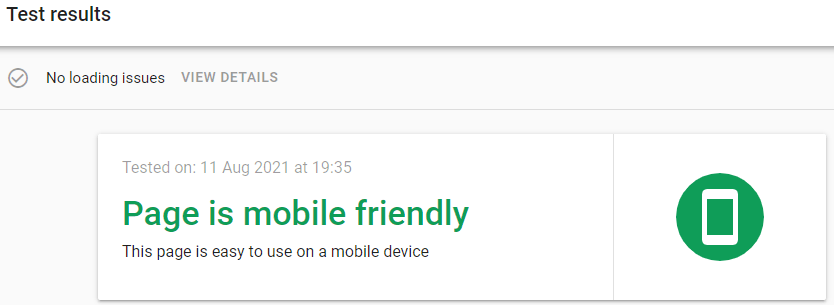 Test results
No loading issues VIEW DETAILS
Tested on: 11 Aug 2021 at 19:35
Page is mobile friendly
This page is easy to use on a mobile device